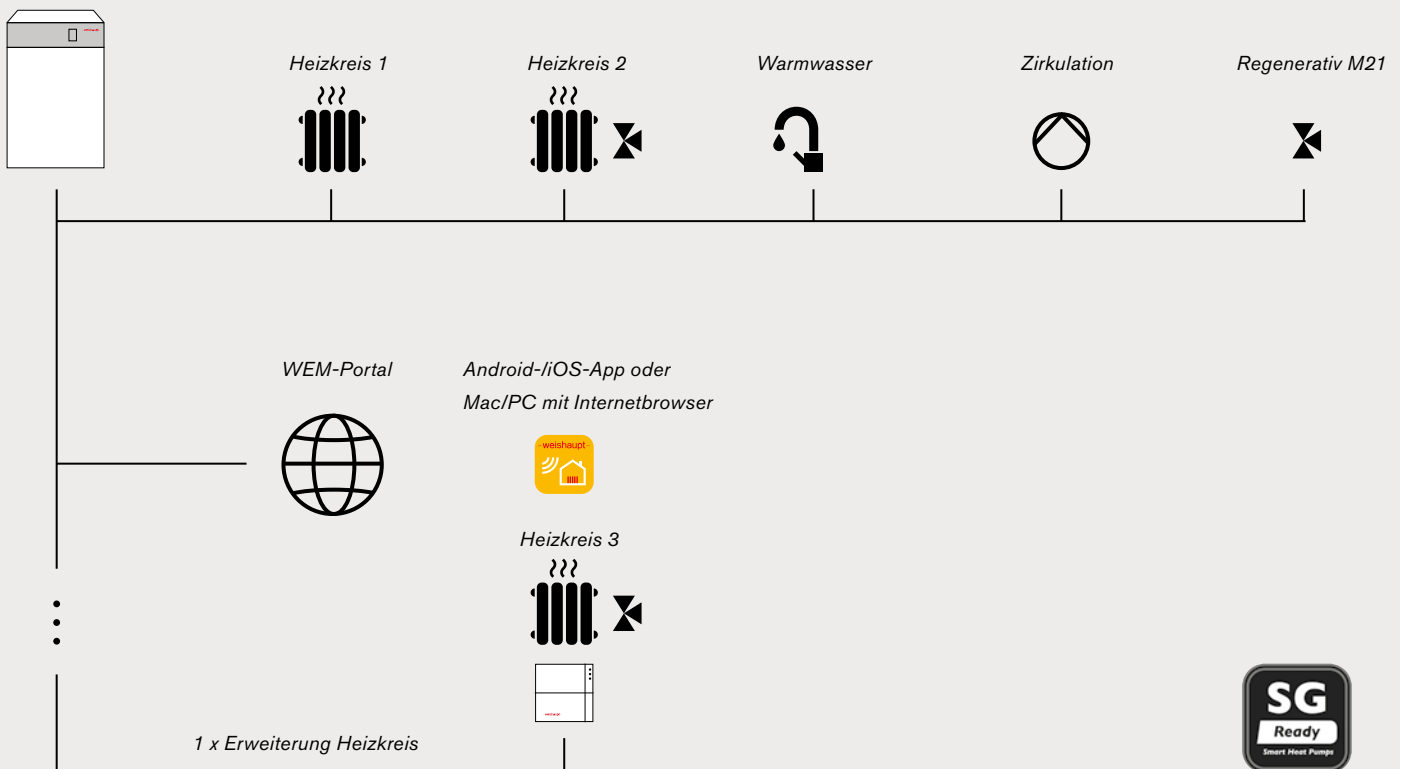 Heizkreis 1
Heizkreis 2
Warmwasser
Zirkulation
Regenerativ M21
WEM-Portal
Android-/iOS-App oder
Mac/PC mit Internetbrowser
-weishaupt-
Heizkreis 3
1 x Erweiterung Heizkreis
SG
Ready
Smart Heat Pumps